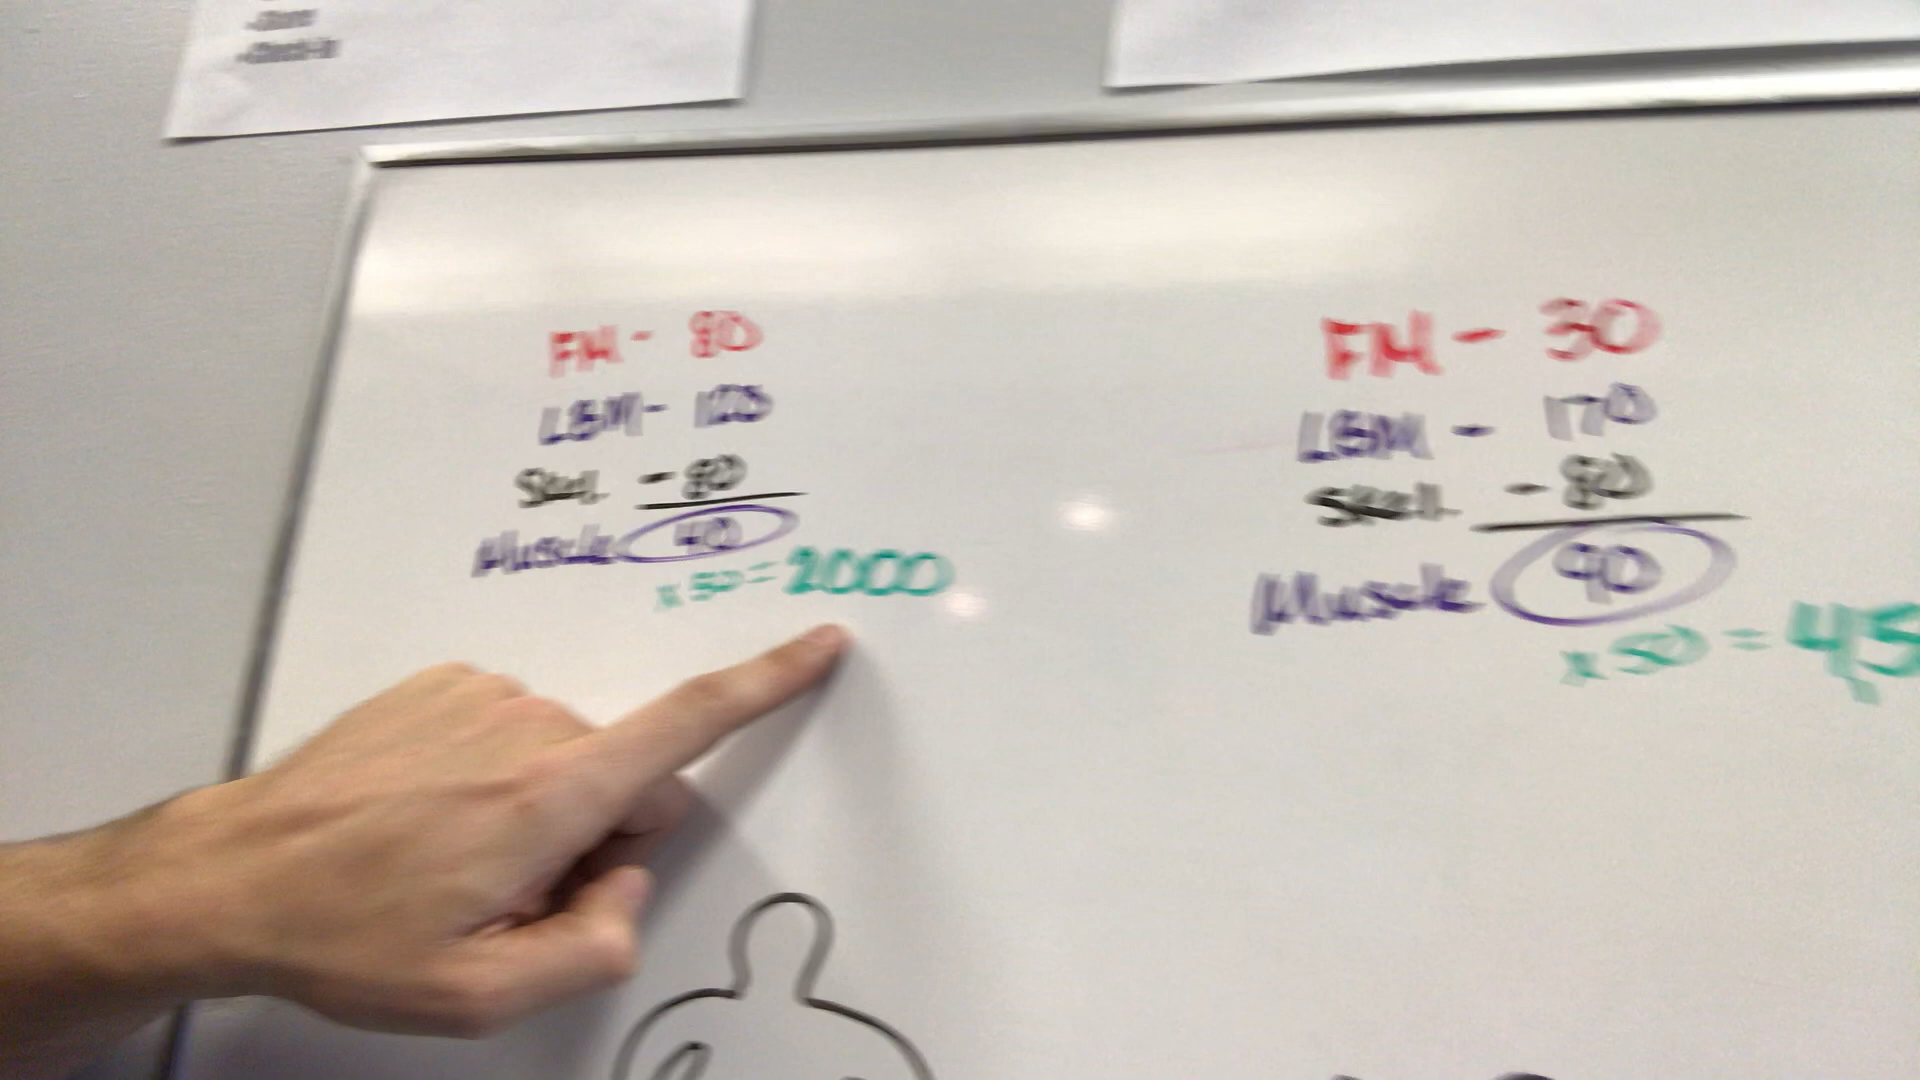 FM - 80
LBM - 120
Skel. - 80
Muscle 40
x 50 = 2000
FM - 30
LBM - 170
Skell. - 80
Muscle 90
x 50 = 45